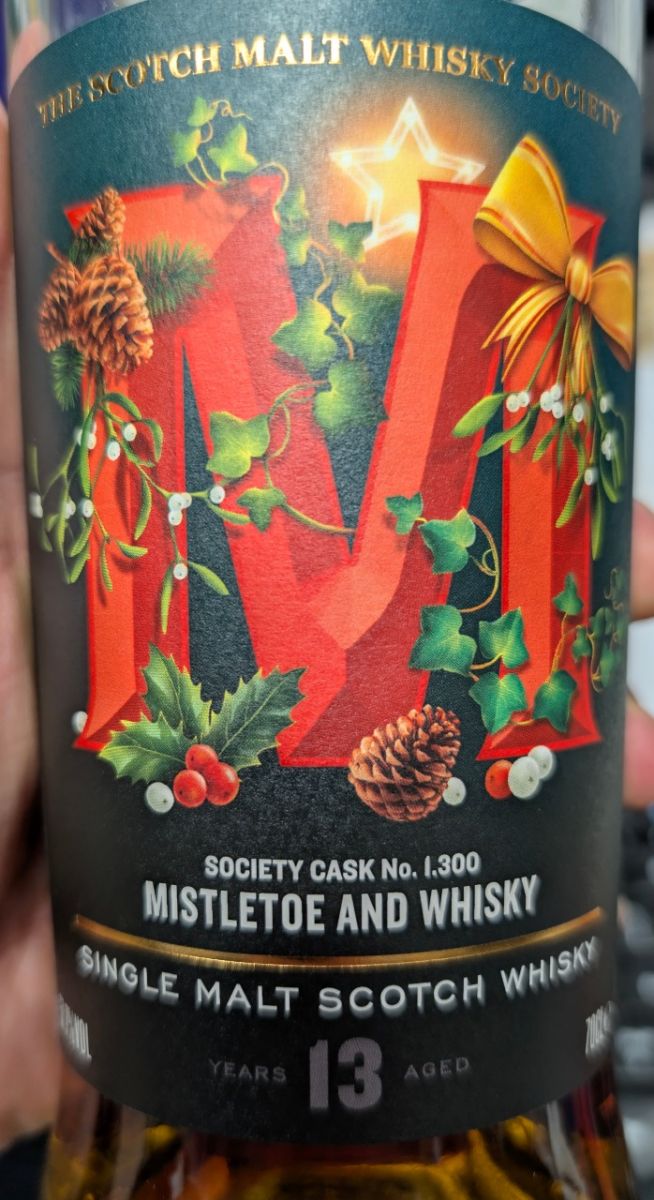 THE SCOTCH MALT WHISKY SOCIETY
M
SOCIETY CASK No. 1.300
MISTLETOE AND WHISKY
SINGLE MALT SCOTCH WHISKY
YEARS 13 AGED